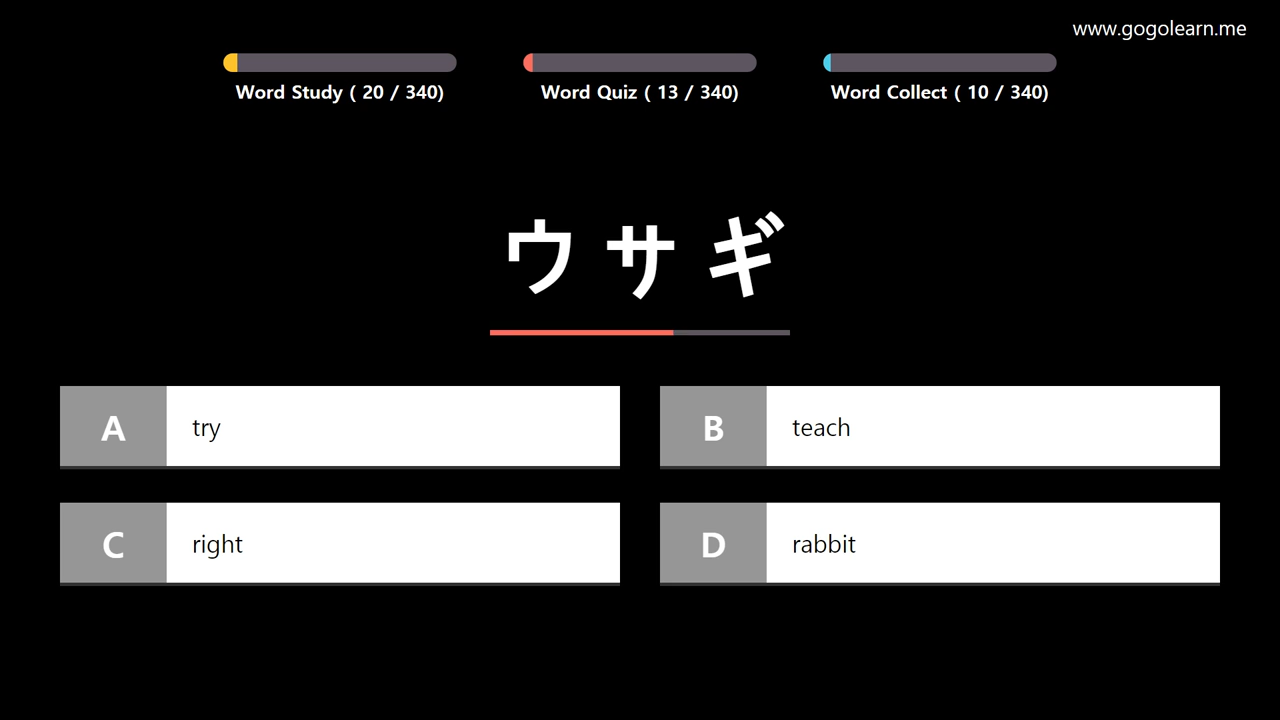 www.gogolearn.me
Word Study ( 20 / 340)
Word Quiz ( 13 / 340)
Word Collect ( 10 / 340)
ウサギ
A try
B teach
C right
D rabbit